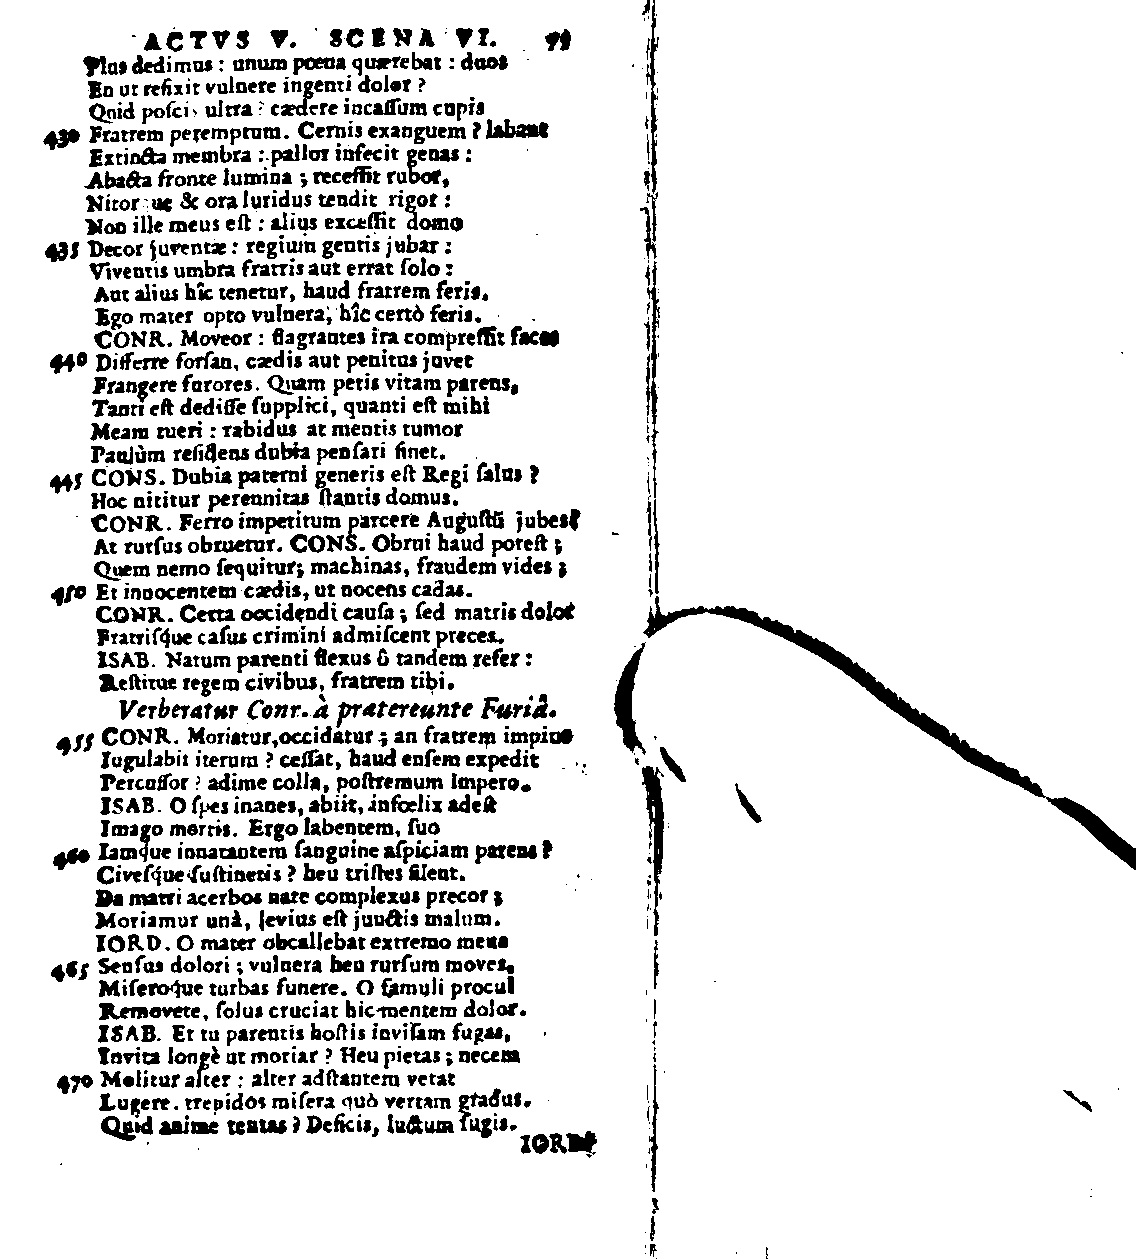 ACTVS V. SCENA VI. 99
Plus dedimus : unum pœna quærebat : duos
En ut refixit vulnere ingenti dolor ?
Quid posci, ultra ? cædere incassum cupis
430 Fratrem peremptum. Cernis exanguem ? labant
Extincta membra : pallor infecit genas :
Abacta fronte lumina ; recessit rubor,
Nitorque & ora luridus tendit rigor :
Non ille meus est : alius excessit domo
435 Decor juventæ : regium gentis jubar :
Viventis umbra fratris aut errat solo :
Aut alius hîc tenetur, haud fratrem feris,
Ego mater opto vulnera, hîc certò feris.
CONR. Moveor : flagrantes ira compressit faces
440 Differre forsan, cædis aut penitus juvet
Frangere furores. Quam petis vitam parens,
Tanti est dedisse supplici, quanti est mihi
Meam tueri : rabidus at mentis tumor
Paulùm residens dubia pensari sinet.
445 CONS. Dubia paterni generis est Regi salus ?
Hoc nititur perennitas stantis domus.
CONR. Ferro impetitum parcere Augustū jubes?
At rursus obruetur. CONS. Obrui haud potest ;
Quem nemo sequitur; machinas, fraudem vides ;
450 Et innocentem cædis, ut nocens cadas.
CONR. Certa occidendi causa ; sed matris dolor
Fratrisque casus crimini admiscent preces.
ISAB. Natum parenti flexus ô tandem refer :
Restitue regem civibus, fratrem tibi.
Verberatur Conr. à prætereunte Furiâ.
455 CONR. Moriatur, occidatur ; an fratrem impius
Iugulabit iterum ? cessat, haud ensem expedit
Percussor ? adime colla, postremum impero.
ISAB. O spes inanes, abiit, infœlix adest
Imago mortis. Ergo labentem, suo
460 Iamque innatantem sanguine aspiciam parens ?
Civesque sustinetis ? heu tristes silent.
Da matri acerbos nate complexus precor ;
Moriamur unà, levius est junctis malum.
IORD. O mater obcallebat extremo mens
465 Sensus dolori ; vulnera heu rursum moves,
Miseroque turbas funere. O famuli procul
Removete, solus cruciat hic mentem dolor.
ISAB. Et tu parentis hostis invisam fugas,
Invita longè ut moriar ? Heu pietas ; necem
470 Molitur alter : alter adstantem vetat
Lugere. trepidos misera quò vertam gradus.
Quid anime tentas ? Deficis, luctum fugis.
IORD.